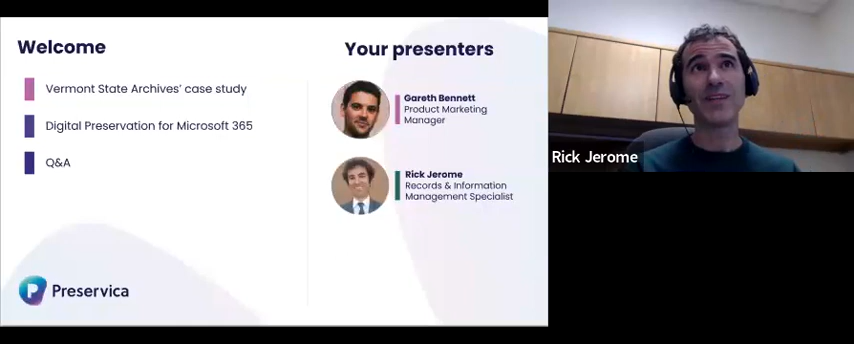 Welcome
Vermont State Archives' case study
Digital Preservation for Microsoft 365
Q&A
Your presenters
Gareth Bennett
Product Marketing
Manager
Rick Jerome
Records & Information
Management Specialist
P Preservica
Rick Jerome